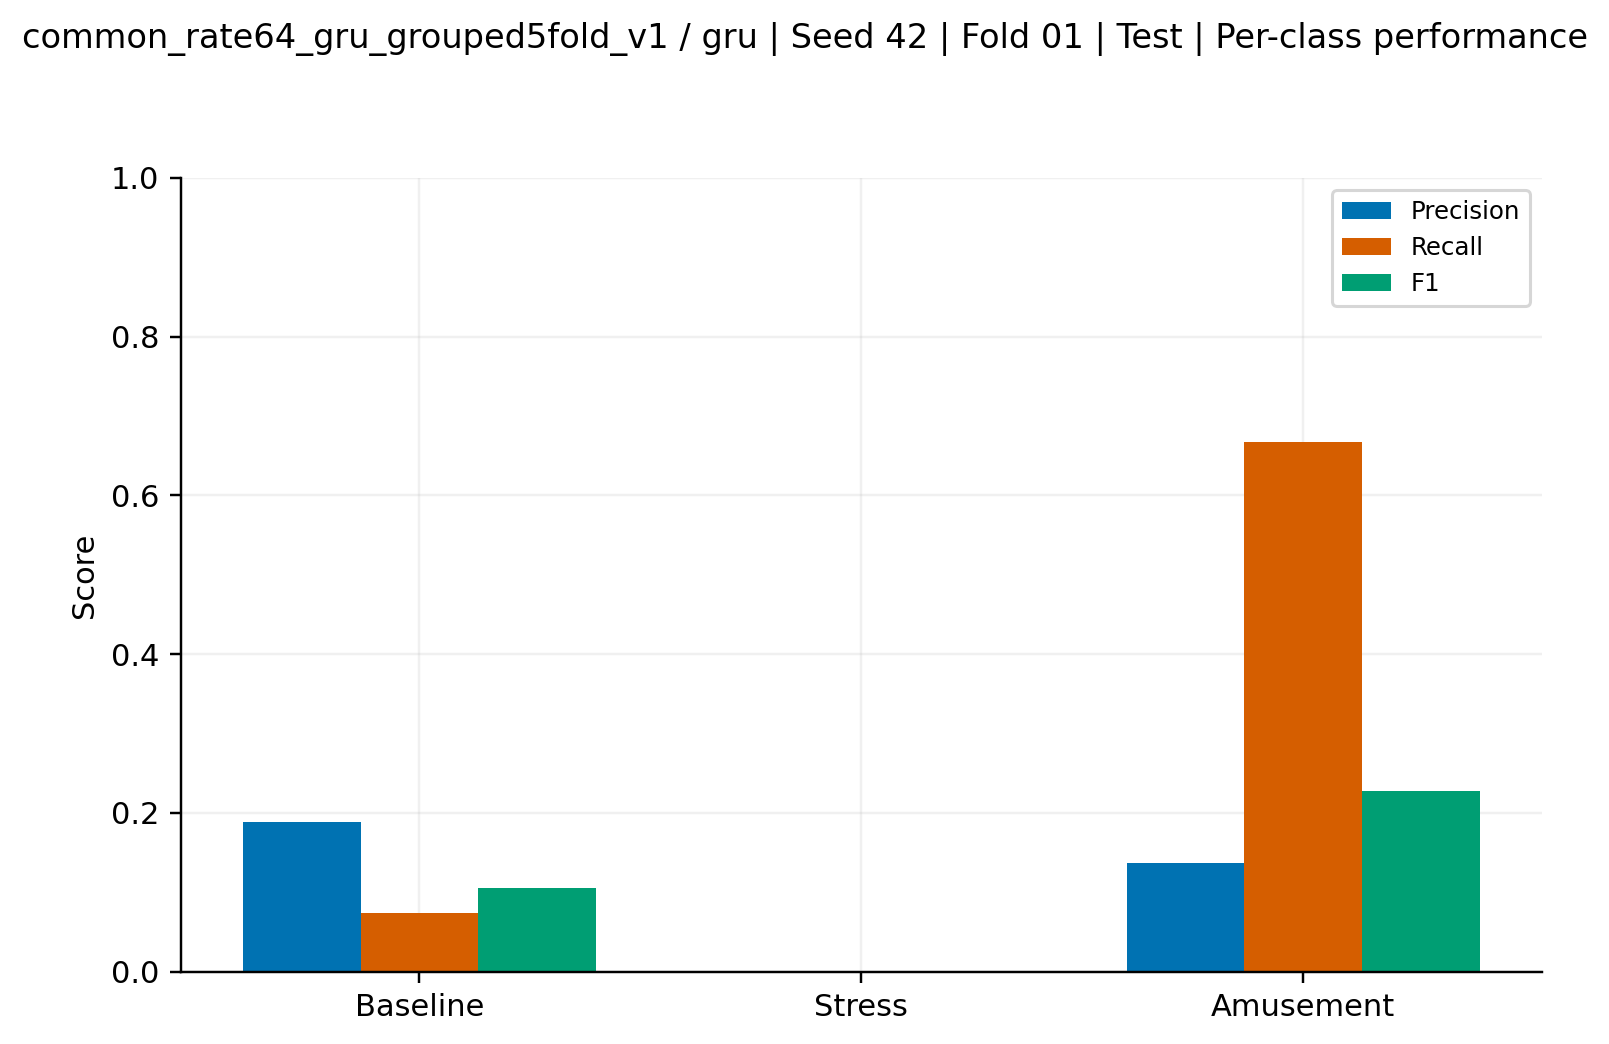 common_rate64_gru_grouped5fold_v1 / gru | Seed 42 | Fold 01 | Test | Per-class performance
1.0
0.8
0.6
0.4
0.2
0.0
Score
Precision
Recall
F1
Baseline
Stress
Amusement